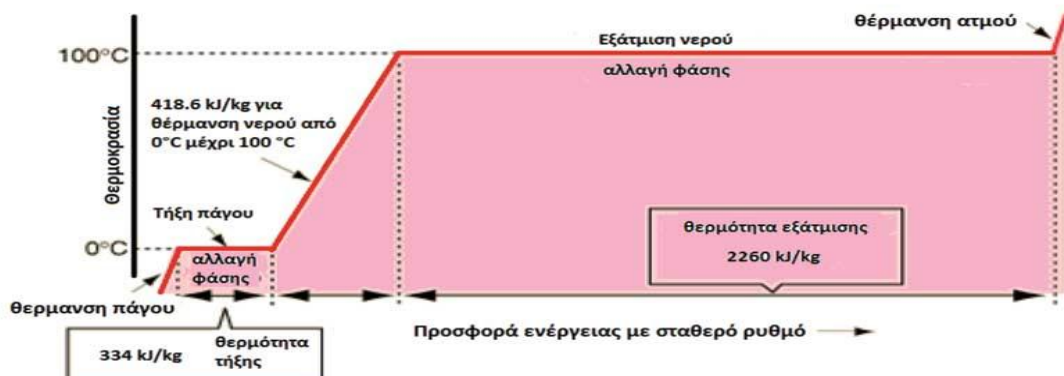 θέρμανση ατμού
100°C
Εξάτμιση νερού
αλλαγή φάσης
418.6 kJ/kg για
θέρμανση νερού από
0°C μέχρι 100 °C
θερμοκρασία
Τήξη πάγου
0°C
αλλαγή
φάσης
θερμότητα εξάτμισης
2260 kJ/kg
θερμανση πάγου
Προσφορά ενέργειας με σταθερό ρυθμό
334 kJ/kg
θερμότητα
τήξης